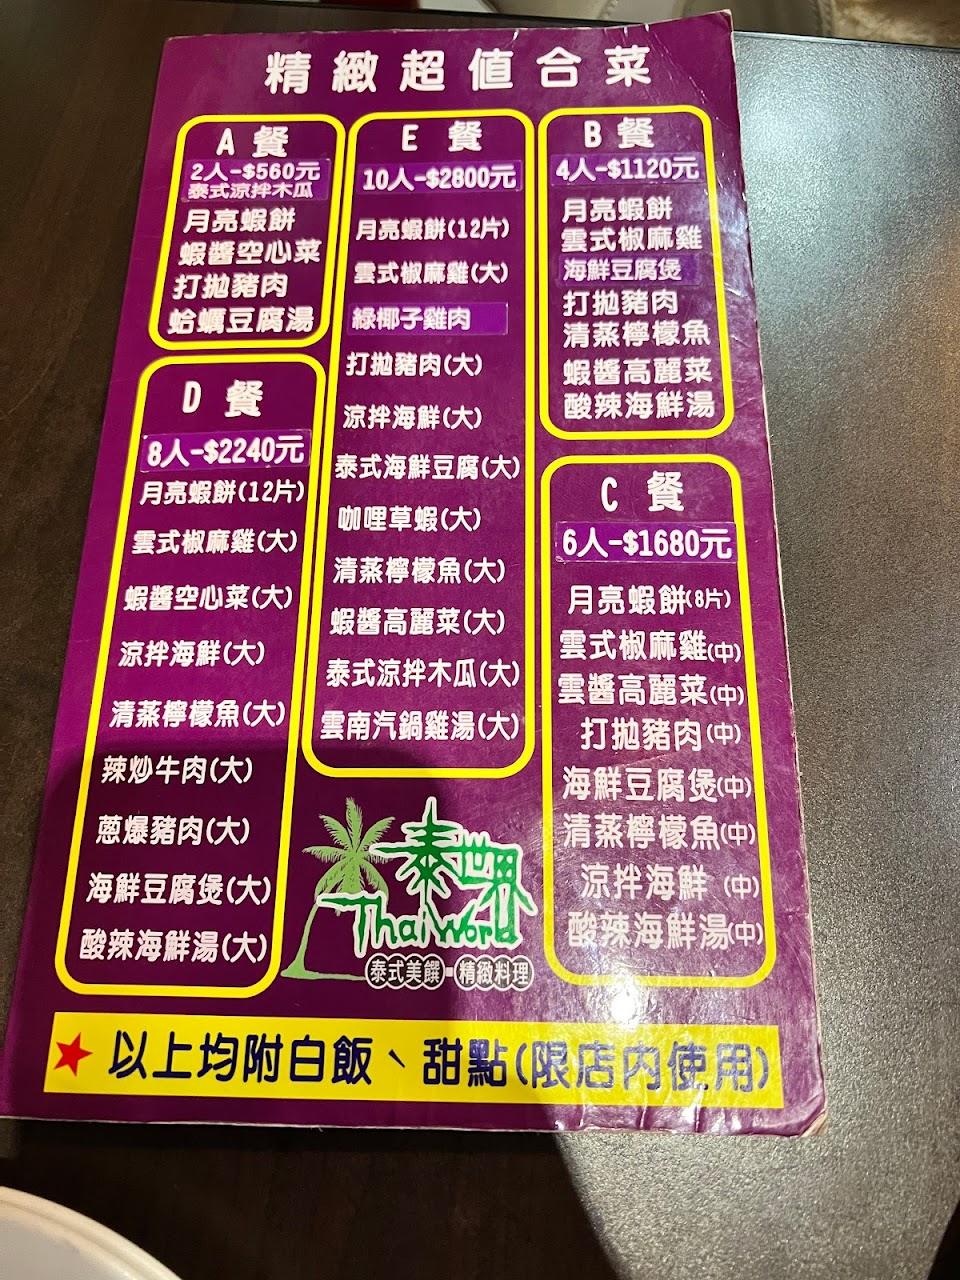 精緻超值合菜
A 餐
2人-$560元
泰式涼拌木瓜
月亮蝦餅
蝦醬空心菜
打拋豬肉
蛤蠣豆腐湯
E 餐
10人-$2800元
月亮蝦餅(12片)
雲式椒麻雞(大)
綠椰子雞肉
打拋豬肉(大)
涼拌海鮮(大)
泰式海鮮豆腐(大)
咖哩草蝦(大)
清蒸檸檬魚(大)
蝦醬高麗菜(大)
泰式涼拌木瓜(大)
雲南汽鍋雞湯(大)
B 餐
4人-$1120元
月亮蝦餅
雲式椒麻雞
海鮮豆腐煲
打拋豬肉
清蒸檸檬魚
蝦醬高麗菜
酸辣海鮮湯
D 餐
8人-$2240元
月亮蝦餅(12片)
雲式椒麻雞(大)
蝦醬空心菜(大)
涼拌海鮮(大)
清蒸檸檬魚(大)
辣炒牛肉(大)
蔥爆豬肉(大)
海鮮豆腐煲(大)
酸辣海鮮湯(大)
C 餐
6人-$1680元
月亮蝦餅(8片)
雲式椒麻雞(中)
雲醬高麗菜(中)
打拋豬肉(中)
海鮮豆腐煲(中)
清蒸檸檬魚(中)
涼拌海鮮(中)
酸辣海鮮湯(中)
泰世界
Thai World
泰式美饌-精緻料理
★以上均附白飯、甜點(限店內使用)